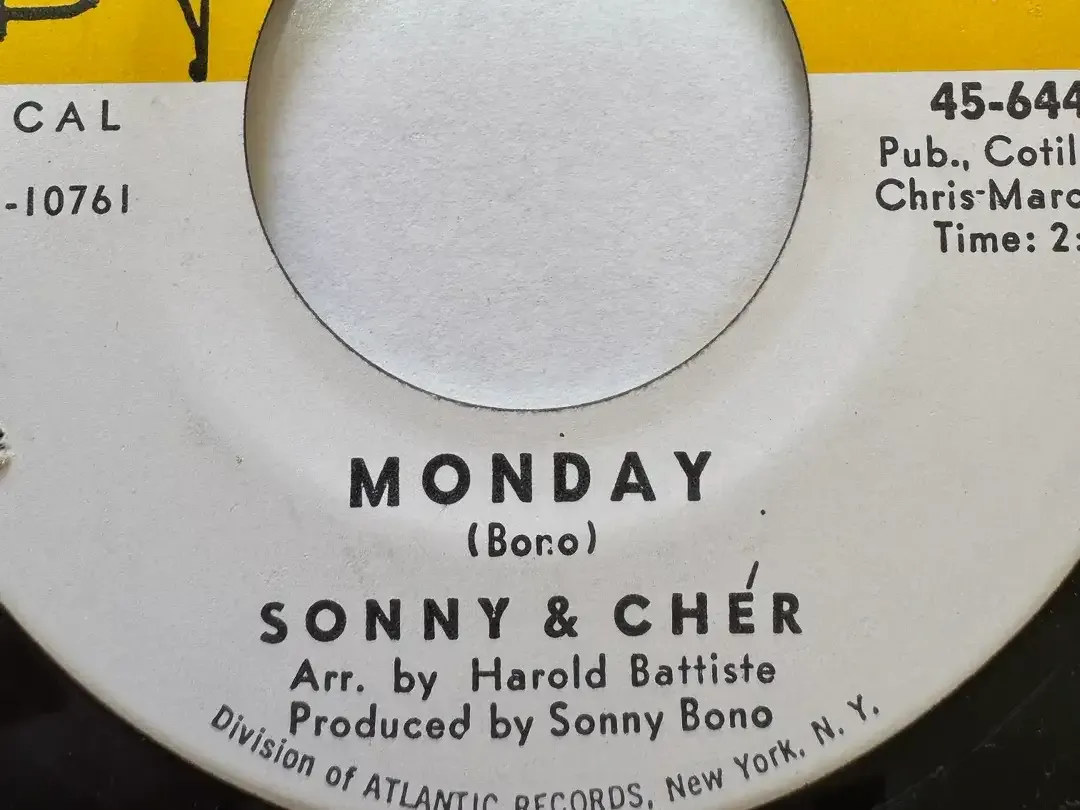 CAL
-10761
45-644
Pub., Cotil
Chris-Marc
Time: 2:
MONDAY
(Bono)
SONNY & CHÉR
Arr. by Harold Battiste
Produced by Sonny Bono
Division of ATLANTIC RECORDS, New York, N. Y.